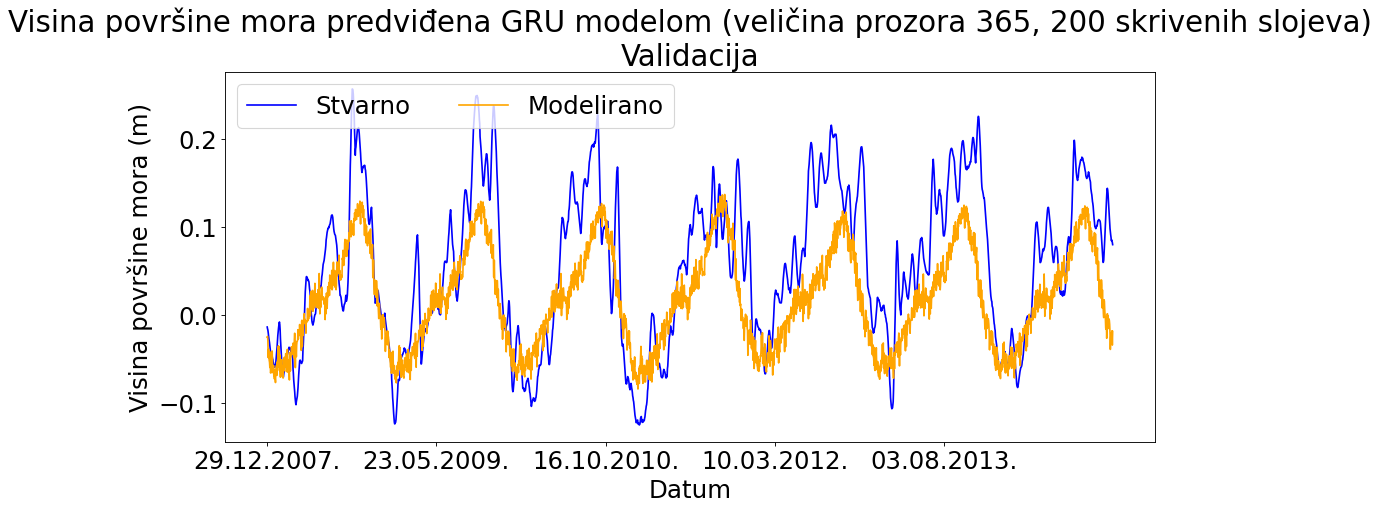 Visina površine mora predviđena GRU modelom (veličina prozora 365, 200 skrivenih slojeva)
Validacija
Stvarno
Modelirano
Visina površine mora (m)
0.2
0.1
0.0
−0.1
29.12.2007.
23.05.2009.
16.10.2010.
10.03.2012.
03.08.2013.
Datum